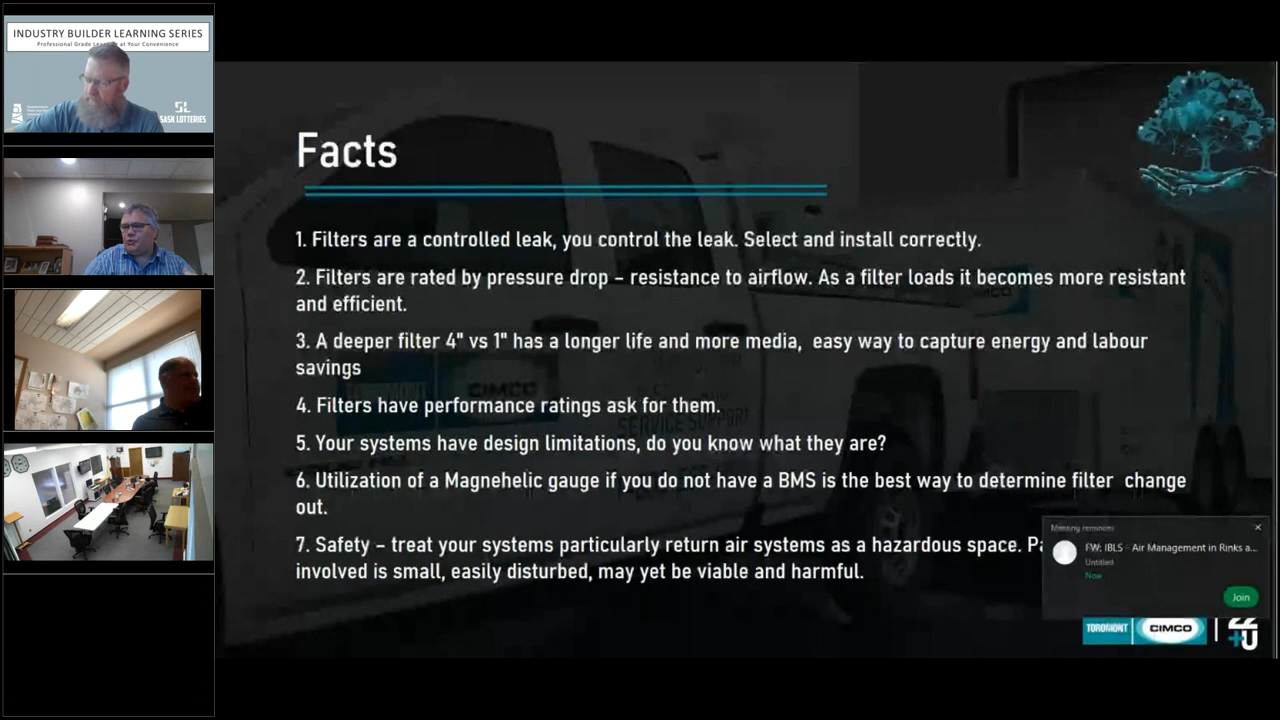 INDUSTRY BUILDER LEARNING SERIES
Professional Grade at Your Convenience
SASK LOTTERIES
Facts
1. Filters are a controlled leak, you control the leak. Select and install correctly.
2. Filters are rated by pressure drop – resistance to airflow. As a filter loads it becomes more resistant
and efficient.
3. A deeper filter 4" vs 1" has a longer life and more media, easy way to capture energy and labour
savings
4. Filters have performance ratings ask for them.
5. Your systems have design limitations, do you know what they are?
6. Utilization of a Magnehelic gauge if you do not have a BMS is the best way to determine filter change
out.
7. Safety – treat your systems particularly return air systems as a hazardous space.
involved is small, easily disturbed, may yet be viable and harmful.
CIMCO
SERVICE SUPPORT
Meeting reminder
FW: IBLS - Air Management in Rinks a...
Untitled
Now
Join
TOROMONT CIMCO